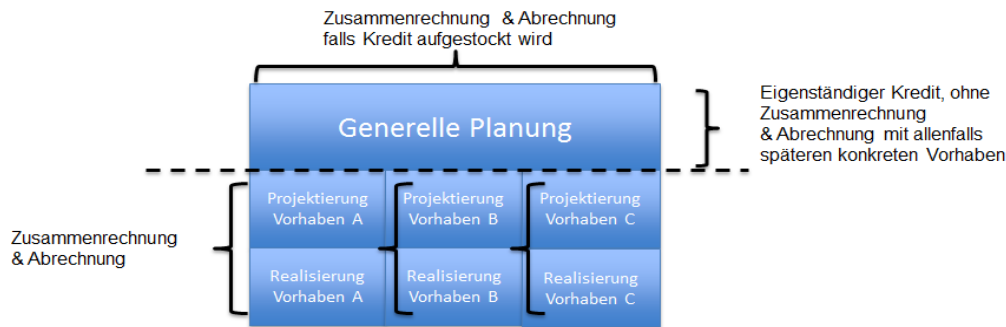 Zusammenrechnung & Abrechnung
falls Kredit aufgestockt wird
Generelle Planung
Eigenständiger Kredit, ohne
Zusammenrechnung
& Abrechnung mit allenfalls
späteren konkreten Vorhaben
Projektierung
Vorhaben A
Projektierung
Vorhaben B
Projektierung
Vorhaben C
Zusammenrechnung
& Abrechnung
Realisierung
Vorhaben A
Realisierung
Vorhaben B
Realisierung
Vorhaben C